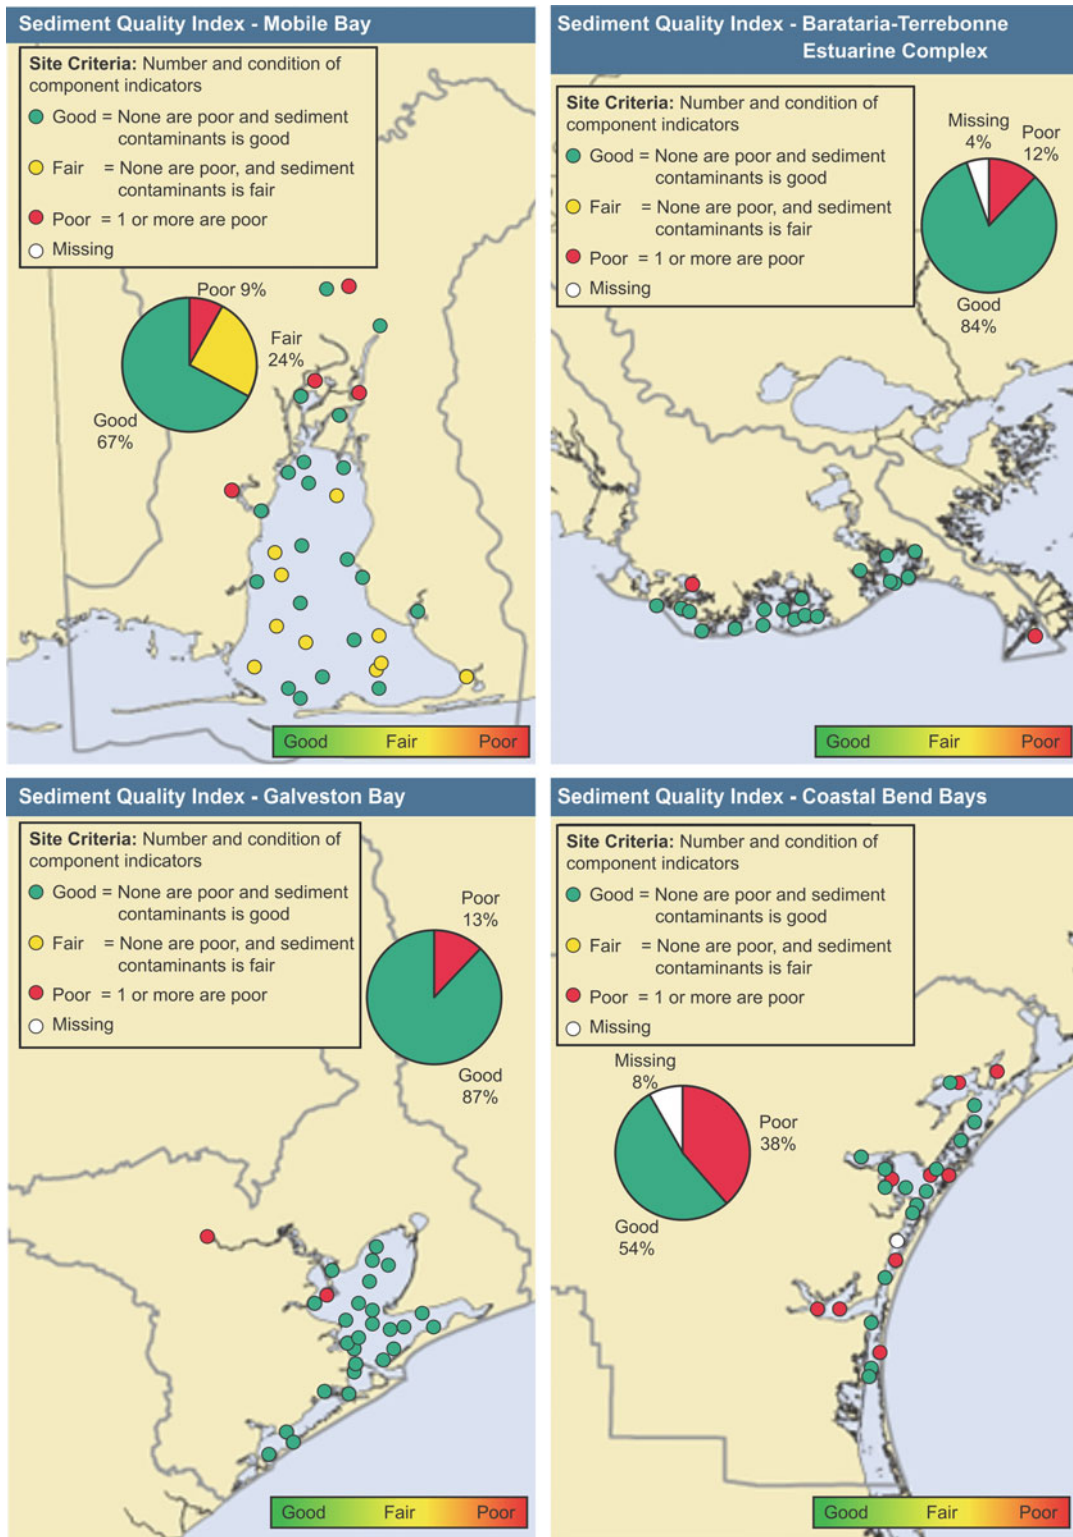 Sediment Quality Index - Mobile Bay
Site Criteria: Number and condition of
component indicators
Good = None are poor and sediment
contaminants is good
Fair = None are poor, and sediment
contaminants is fair
Poor = 1 or more are poor
Missing
Poor 9%
Fair
24%
Good
67%
Good Fair Poor
Sediment Quality Index - Barataria-Terrebonne
Estuarine Complex
Site Criteria: Number and condition of
component indicators
Good = None are poor and sediment
contaminants is good
Fair = None are poor, and sediment
contaminants is fair
Poor = 1 or more are poor
Missing
Missing
4%
Poor
12%
Good
84%
Good Fair Poor
Sediment Quality Index - Galveston Bay
Site Criteria: Number and condition of
component indicators
Good = None are poor and sediment
contaminants is good
Fair = None are poor, and sediment
contaminants is fair
Poor = 1 or more are poor
Missing
Poor
13%
Good
87%
Good Fair Poor
Sediment Quality Index - Coastal Bend Bays
Site Criteria: Number and condition of
component indicators
Good = None are poor and sediment
contaminants is good
Fair = None are poor, and sediment
contaminants is fair
Poor = 1 or more are poor
Missing
Missing
8%
Poor
38%
Good
54%
Good Fair Poor